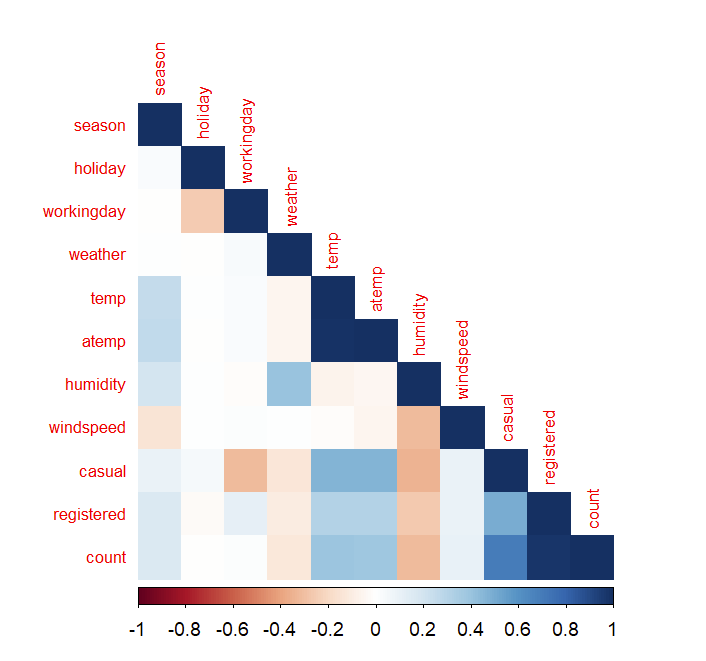 season
holiday
workingday
weather
temp
atemp
humidity
windspeed
casual
registered
count
season
holiday
workingday
weather
temp
atemp
humidity
windspeed
casual
registered
count
-1 -0.8 -0.6 -0.4 -0.2 0 0.2 0.4 0.6 0.8 1